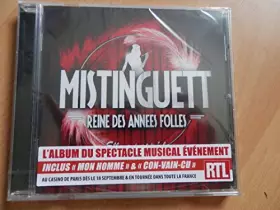 MISTINGUETT
REINE DES ANNEES FOLLES
L'ALBUM DU SPECTACLE MUSICAL ÉVÉNEMENT
INCLUS « MON HOMME » & « CON-VAIN-CU »
AU CASINO DE PARIS DÈS LE 18 SEPTEMBRE & EN TOURNÉE DANS TOUTE LA FRANCE
RTL